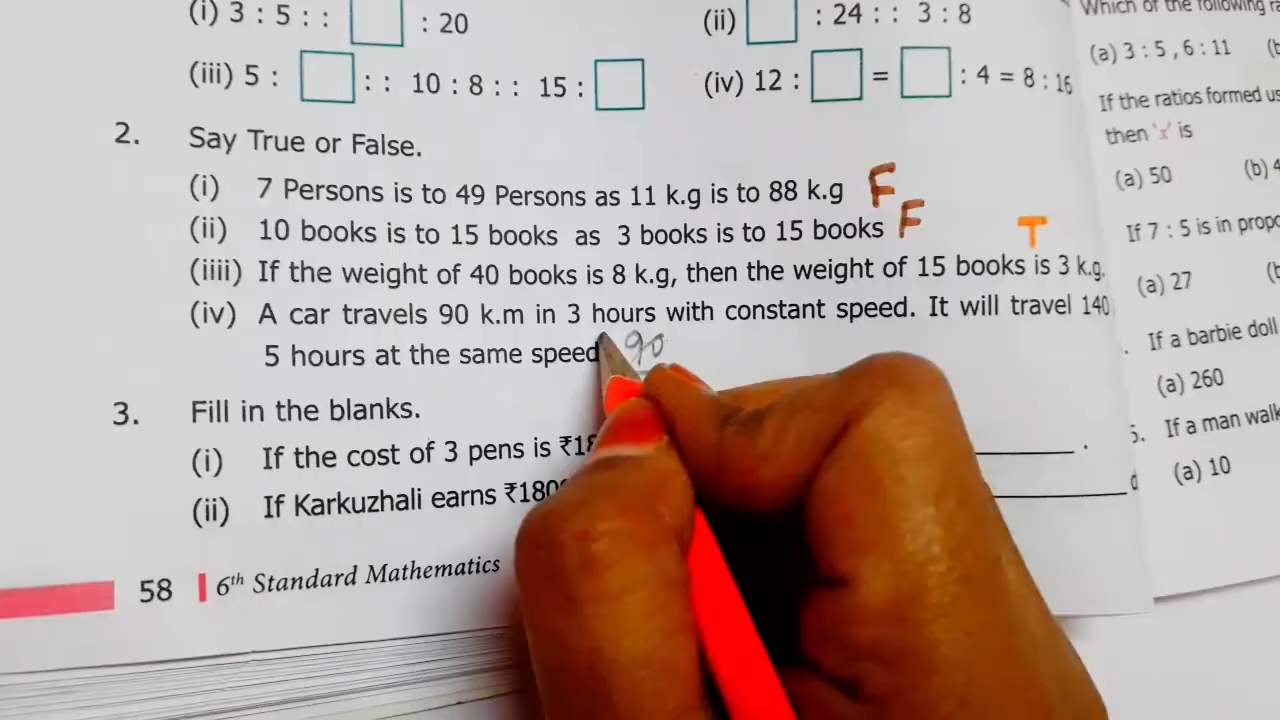 (i) 3 : 5 : : : 20
(ii) : 24 : : 3 : 8
(iii) 5 : : : 10 : 8 : : 15 :
(iv) 12 : = : 4 = 8 : 16
2. Say True or False.
(i) 7 Persons is to 49 Persons as 11 k.g is to 88 k.g F
(ii) 10 books is to 15 books as 3 books is to 15 books F
T
(iiii) If the weight of 40 books is 8 k.g, then the weight of 15 books is 3 k.g.
(iv) A car travels 90 k.m in 3 hours with constant speed. It will travel 140
5 hours at the same speed
90
3. Fill in the blanks.
(i) If the cost of 3 pens is ₹18
(ii) If Karkuzhali earns ₹1800
58 6th Standard Mathematics
Which of the following
(a) 3 : 5 , 6 : 11 (b
If the ratios formed us
then 'x' is
(a) 50 (b) 4
If 7 : 5 is in propo
(a) 27 (b
If a barbie doll
(a) 260
5. If a man walk
(a) 10